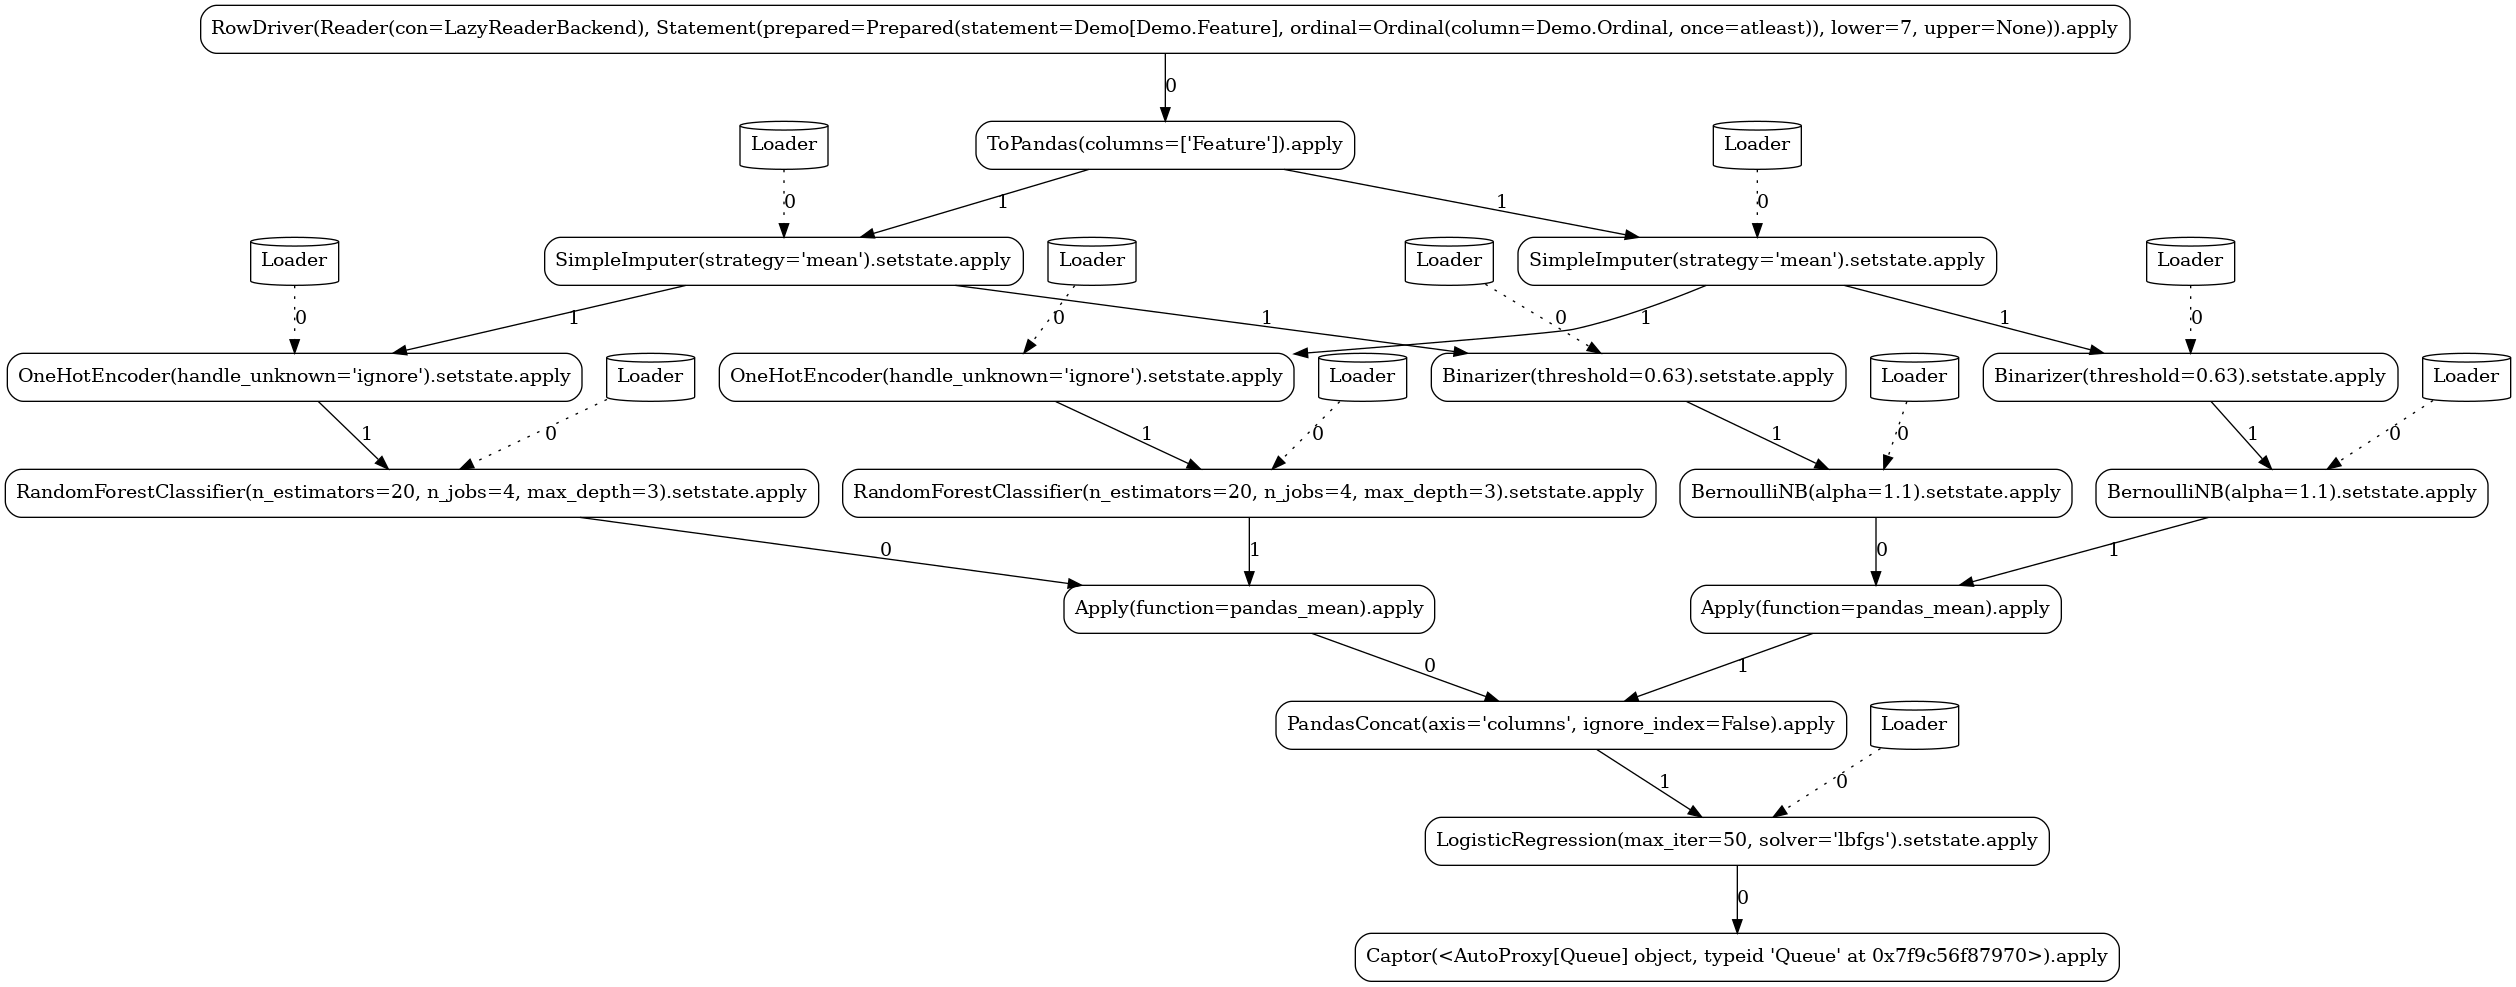 RowDriver(Reader(con=LazyReaderBackend), Statement(prepared=Prepared(statement=Demo[Demo.Feature], ordinal=Ordinal(column=Demo.Ordinal, once=atleast)), lower=7, upper=None)).apply
0
Loader
ToPandas(columns=['Feature']).apply
Loader
0
1
1
0
Loader
SimpleImputer(strategy='mean').setstate.apply
Loader
Loader
SimpleImputer(strategy='mean').setstate.apply
Loader
0
1
0
1
0
1
1
0
OneHotEncoder(handle_unknown='ignore').setstate.apply
Loader
OneHotEncoder(handle_unknown='ignore').setstate.apply
Loader
Binarizer(threshold=0.63).setstate.apply
Loader
Binarizer(threshold=0.63).setstate.apply
Loader
1
0
1
0
1
0
1
0
RandomForestClassifier(n_estimators=20, n_jobs=4, max_depth=3).setstate.apply
RandomForestClassifier(n_estimators=20, n_jobs=4, max_depth=3).setstate.apply
BernoulliNB(alpha=1.1).setstate.apply
BernoulliNB(alpha=1.1).setstate.apply
0
1
0
1
Apply(function=pandas_mean).apply
Apply(function=pandas_mean).apply
0
1
PandasConcat(axis='columns', ignore_index=False).apply
Loader
1
0
LogisticRegression(max_iter=50, solver='lbfgs').setstate.apply
0
Captor(<AutoProxy[Queue] object, typeid 'Queue' at 0x7f9c56f87970>).apply